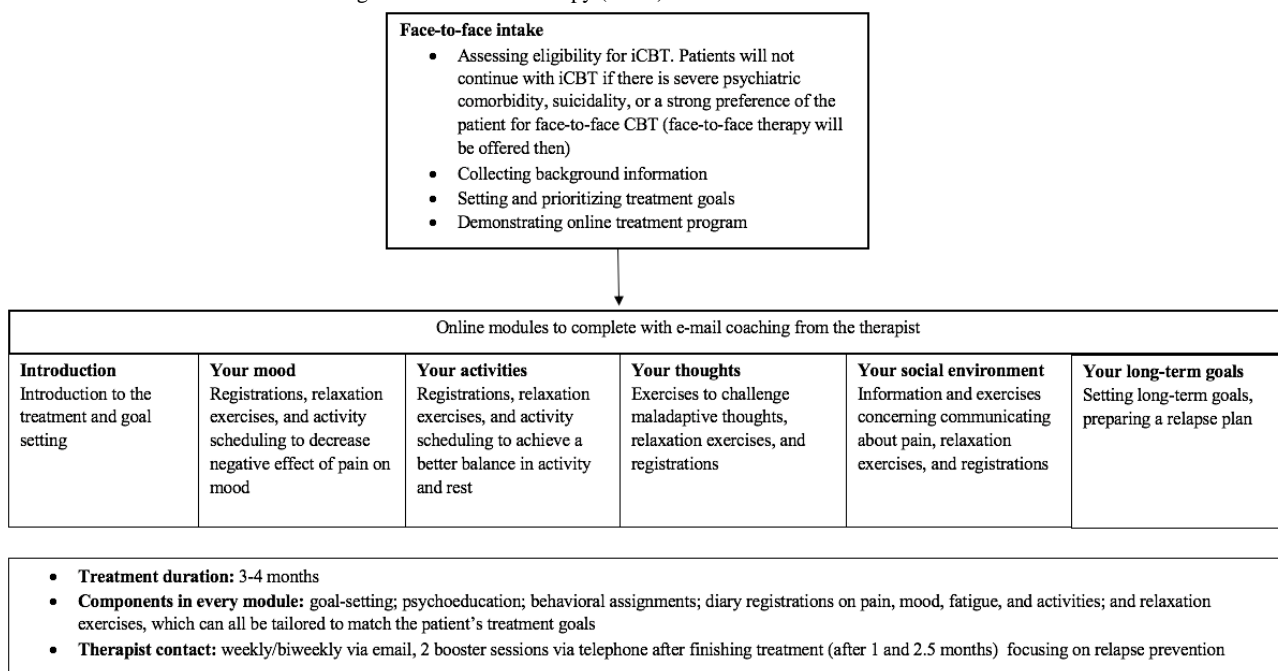 Face-to-face intake
• Assessing eligibility for iCBT. Patients will not
continue with iCBT if there is severe psychiatric
comorbidity, suicidality, or a strong preference of the
patient for face-to-face CBT (face-to-face therapy will
be offered then)
• Collecting background information
• Setting and prioritizing treatment goals
• Demonstrating online treatment program
Online modules to complete with e-mail coaching from the therapist
Introduction
Introduction to the
treatment and goal
setting
Your mood
Registrations, relaxation
exercises, and activity
scheduling to decrease
negative effect of pain on
mood
Your activities
Registrations, relaxation
exercises, and activity
scheduling to achieve a
better balance in activity
and rest
Your thoughts
Exercises to challenge
maladaptive thoughts,
relaxation exercises, and
registrations
Your social environment
Information and exercises
concerning communicating
about pain, relaxation
exercises, and registrations
Your long-term goals
Setting long-term goals,
preparing a relapse plan
• Treatment duration: 3-4 months
• Components in every module: goal-setting; psychoeducation; behavioral assignments; diary registrations on pain, mood, fatigue, and activities; and relaxation
exercises, which can all be tailored to match the patient's treatment goals
• Therapist contact: weekly/biweekly via email, 2 booster sessions via telephone after finishing treatment (after 1 and 2.5 months) focusing on relapse prevention